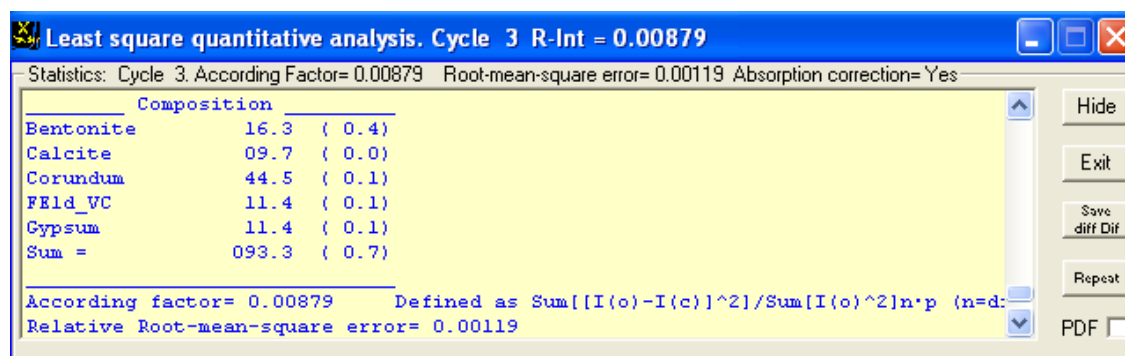 Least square quantitative analysis. Cycle 3 R-Int = 0.00879
Statistics: Cycle 3. According Factor= 0.00879 Root-mean-square error= 0.00119 Absorption correction= Yes
Composition
Bentonite 16.3 ( 0.4)
Calcite 09.7 ( 0.0)
Corundum 44.5 ( 0.1)
FEld_VC 11.4 ( 0.1)
Gypsum 11.4 ( 0.1)
Sum = 093.3 ( 0.7)
According factor= 0.00879 Defined as Sum[[I(o)-I(c)]^2]/Sum[I(o)^2]n·p (n=d
Relative Root-mean-square error= 0.00119
Hide
Exit
Save
diff Dif
Repeat
PDF